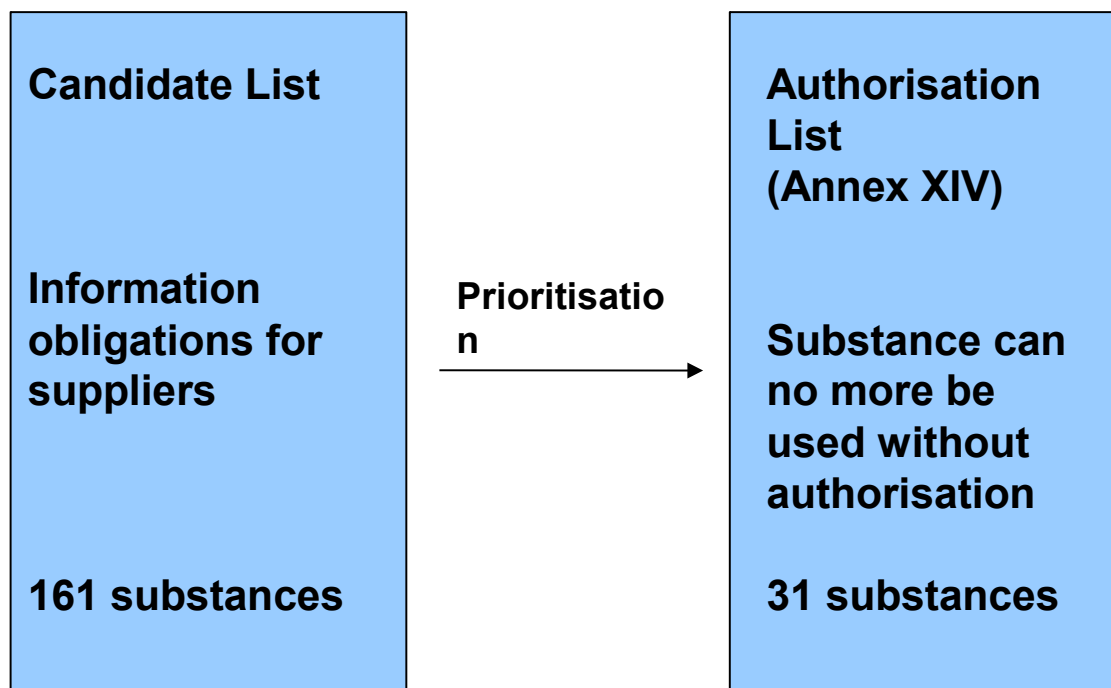 Candidate List
Information
obligations for
suppliers
161 substances
Prioritisatio
n
Authorisation
List
(Annex XIV)
Substance can
no more be
used without
authorisation
31 substances